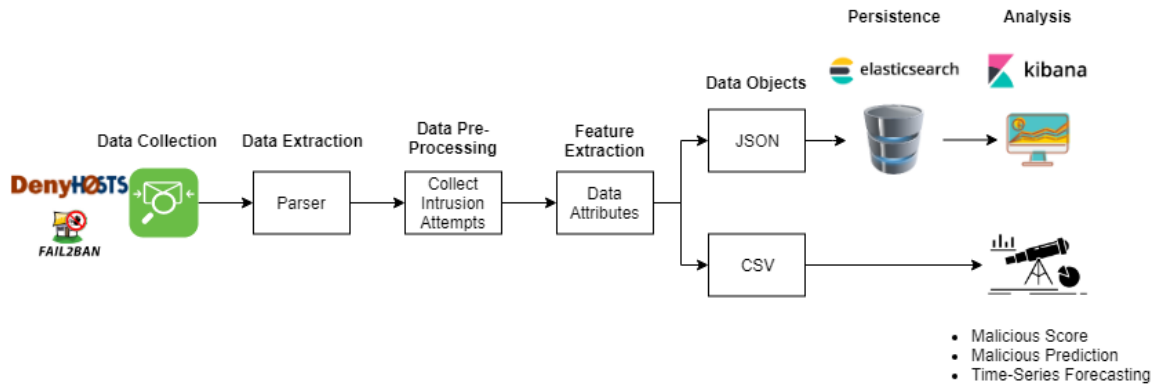 Persistence
Analysis
elasticsearch
kibana
Data Objects
Data Collection
Data Extraction
Data Pre-
Processing
Feature
Extraction
JSON
DenyHØSTS
FAIL2BAN
Parser
Collect
Intrusion
Attempts
Data
Attributes
CSV
• Malicious Score
• Malicious Prediction
• Time-Series Forecasting